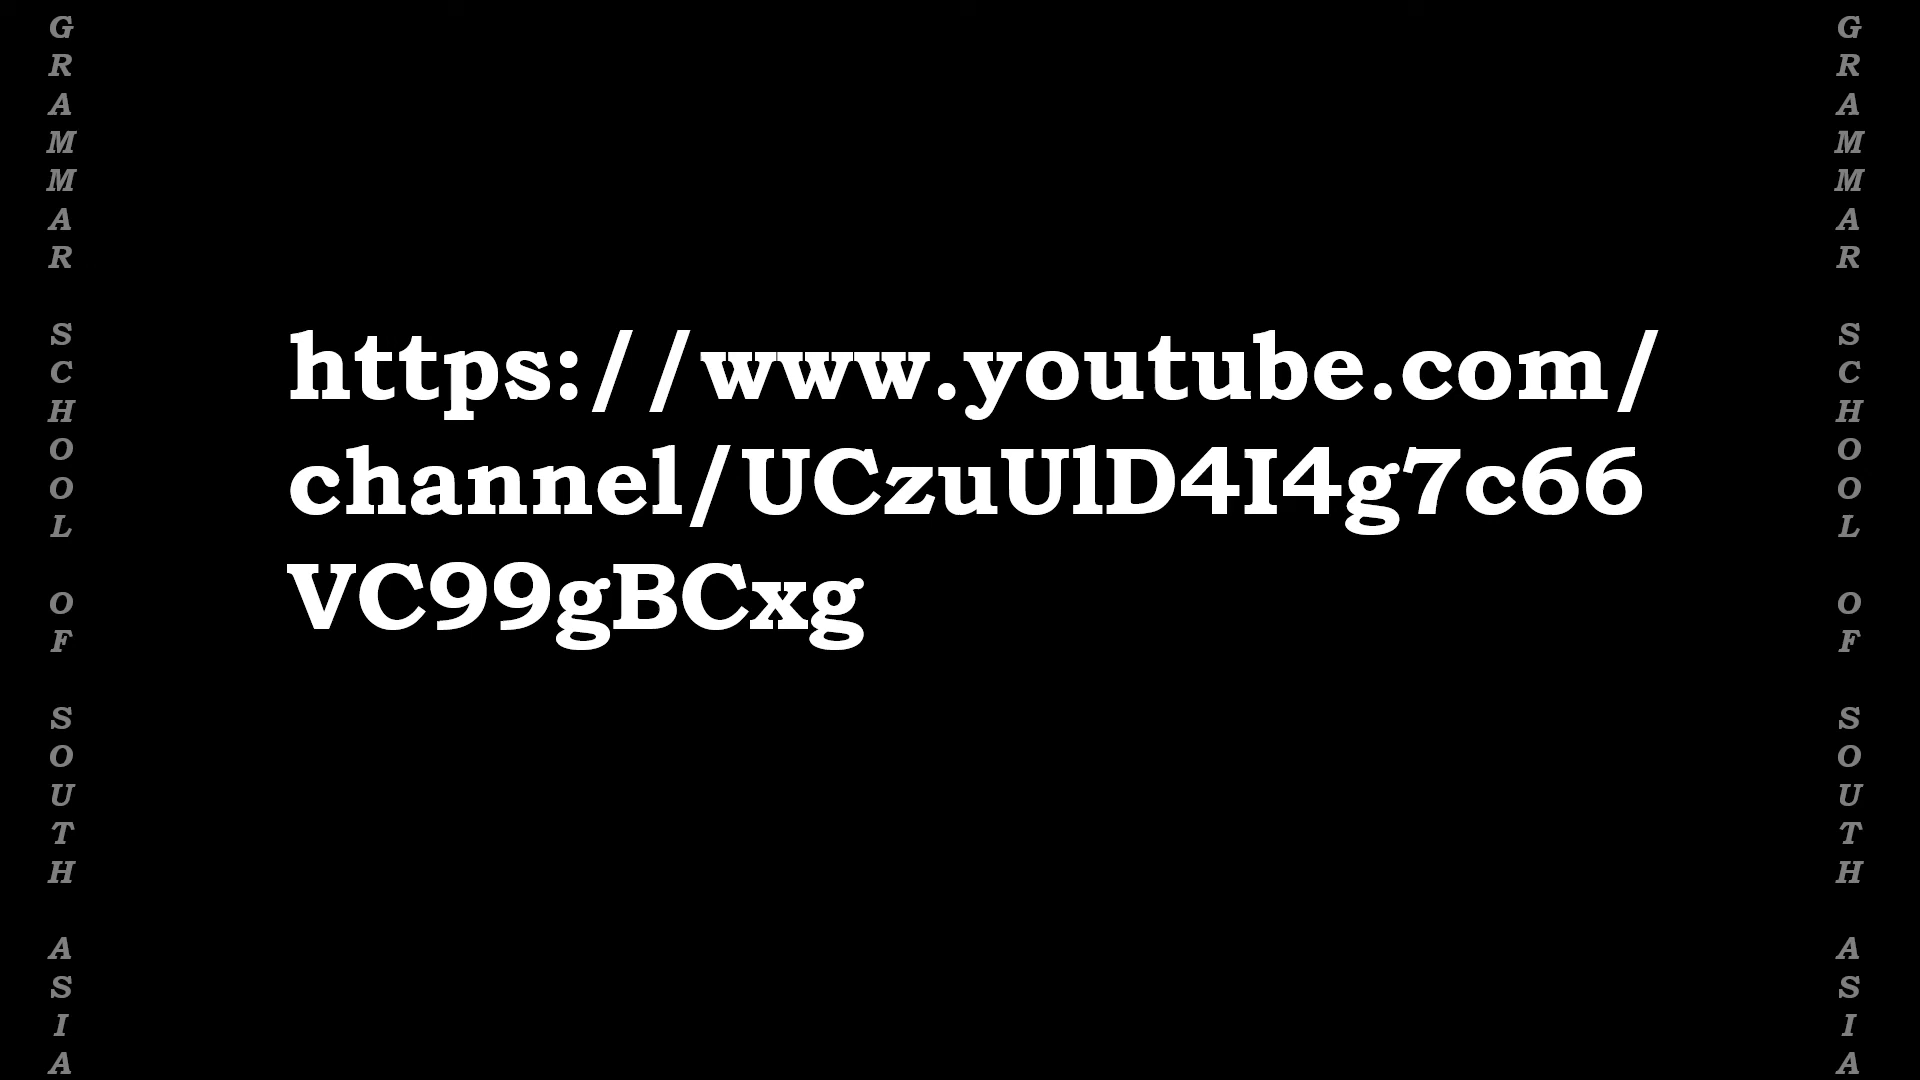 GRAMMAR SCHOOL OF SOUTH ASIA
https://www.youtube.com/
channel/UCzuUlD4I4g7c66
VC99gBCxg
GRAMMAR SCHOOL OF SOUTH ASIA